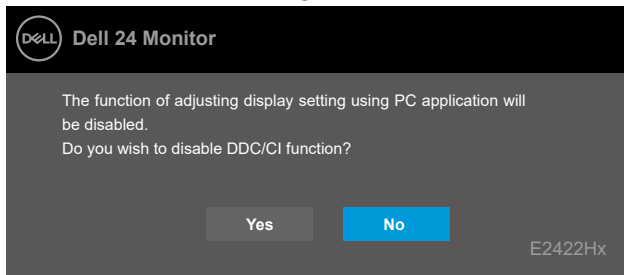 DELL Dell 24 Monitor
The function of adjusting display setting using PC application will
be disabled.
Do you wish to disable DDC/CI function?
Yes No
E2422Hx